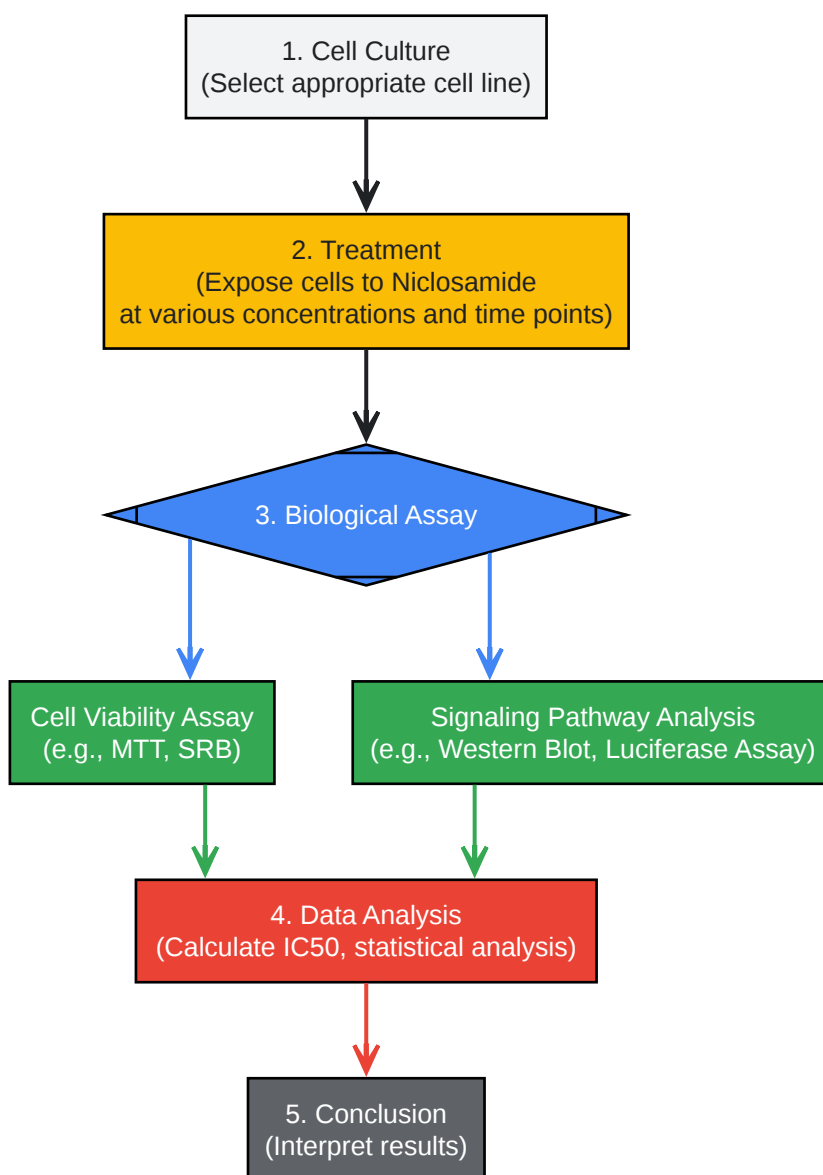 1. Cell Culture
(Select appropriate cell line)
2. Treatment
(Expose cells to Niclosamide
at various concentrations and time points)
3. Biological Assay
Cell Viability Assay
(e.g., MTT, SRB)
Signaling Pathway Analysis
(e.g., Western Blot, Luciferase Assay)
4. Data Analysis
(Calculate IC50, statistical analysis)
5. Conclusion
(Interpret results)